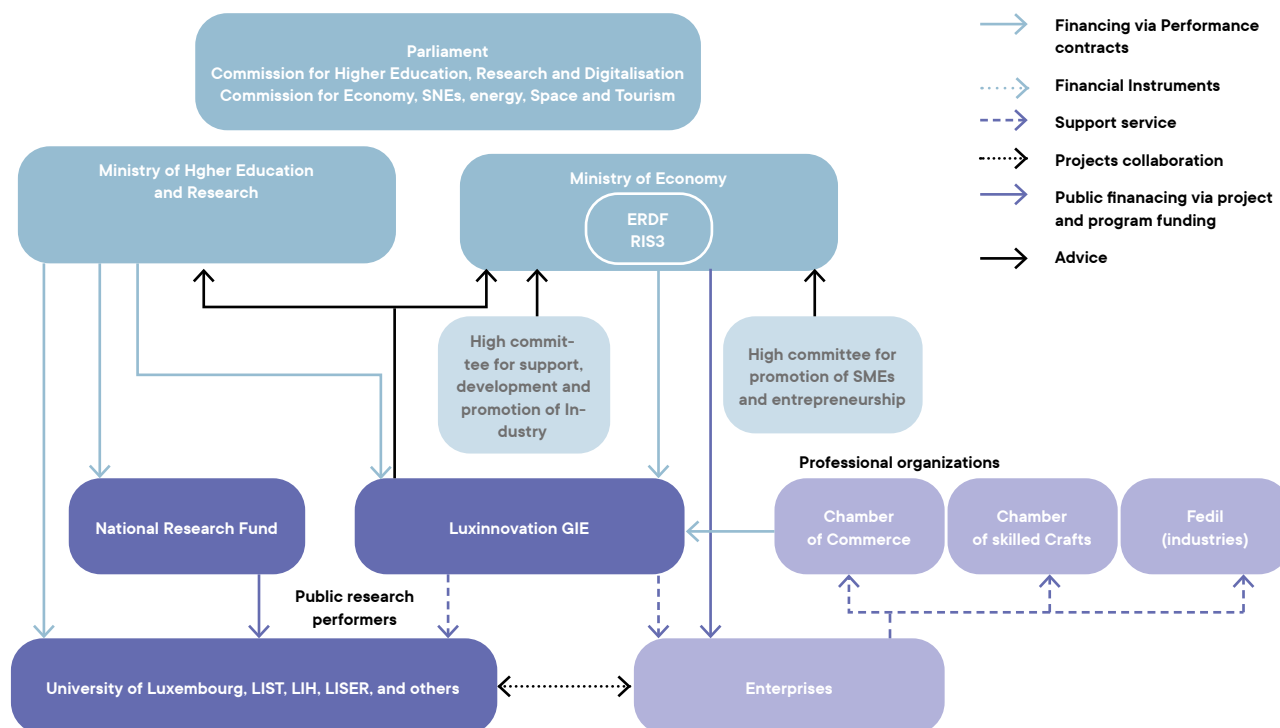 Parliament
Commission for Higher Education, Research and Digitalisation
Commission for Economy, SNEs, energy, Space and Tourism
Financing via Performance
contracts
Financial Instruments
Support service
Projects collaboration
Public finanacing via project
and program funding
Advice
Ministry of Hgher Education
and Research
Ministry of Economy
ERDF
RIS3
High commit-
tee for support,
development and
promotion of In-
dustry
High committee for
promotion of SMEs
and entrepreneurship
Professional organizations
National Research Fund
Luxinnovation GIE
Chamber
of Commerce
Chamber
of skilled Crafts
Fedil
(industries)
Public research
performers
University of Luxembourg, LIST, LIH, LISER, and others
Enterprises